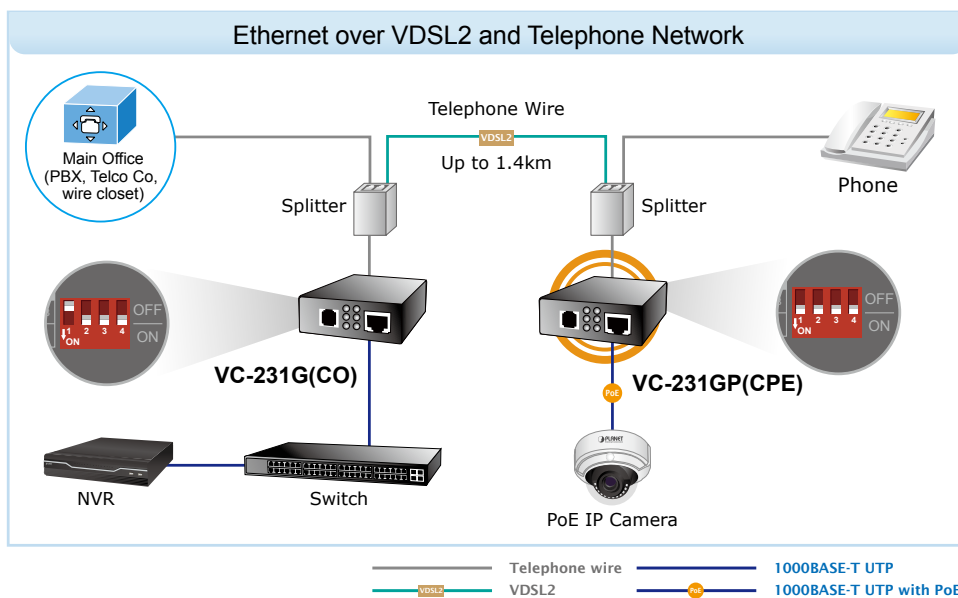 Ethernet over VDSL2 and Telephone Network
Main Office
(PBX, Telco Co,
wire closet)
Telephone Wire
VDSL2
Up to 1.4km
Phone
Splitter
Splitter
OFF
ON
1 2 3 4
ON
OFF
ON
1 2 3 4
ON
VC-231G(CO)
VC-231GP(CPE)
PoE
PLANET
NVR
Switch
PoE IP Camera
Telephone wire
1000BASE-T UTP
VDSL2
VDSL2
PoE
1000BASE-T UTP with PoE